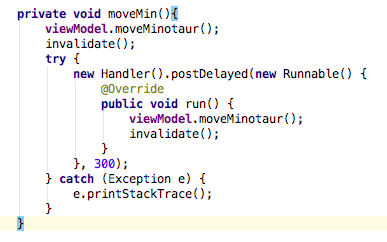 private void moveMin(){
    viewModel.moveMinotaur();
    invalidate();
    try {
        new Handler().postDelayed(new Runnable() {
            @Override
            public void run() {
                viewModel.moveMinotaur();
                invalidate();
            }
        }, 300);
    } catch (Exception e) {
        e.printStackTrace();
    }
}